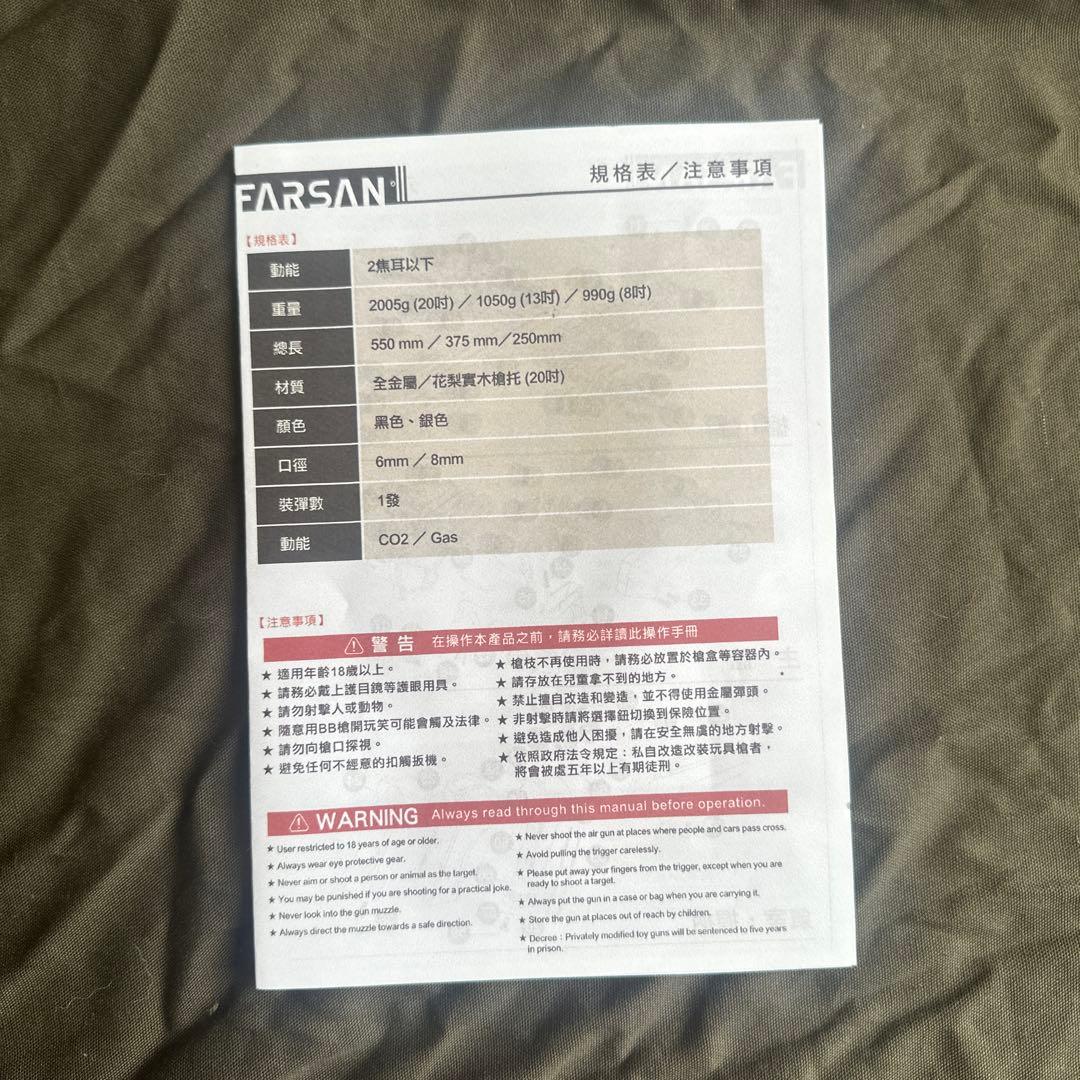 FARSAN
規格表／注意事項
【規格表】
動能 2焦耳以下
重量 2005g (20吋) ／ 1050g (13吋) ／ 990g (8吋)
總長 550 mm ／ 375 mm／250mm
材質 全金屬／花梨實木槍托 (20吋)
顏色 黑色、銀色
口徑 6mm ／ 8mm
裝彈數 1發
動能 CO2 ／ Gas
【注意事項】
警告 在操作本產品之前，請務必詳讀此操作手冊
★ 適用年齡18歲以上。
★ 請務必戴上護目鏡等護眼用具。
★ 請勿射擊人或動物。
★ 隨意用BB槍開玩笑可能會觸及法律。
★ 請勿向槍口探視。
★ 避免任何不經意的扣觸扳機。
★ 槍枝不再使用時，請務必放置於槍盒等容器內。
★ 請存放在兒童拿不到的地方。
★ 禁止擅自改造和變造，並不得使用金屬彈頭。
★ 非射擊時請將選擇鈕切換到保險位置。
★ 避免造成他人困擾，請在安全無虞的地方射擊。
★ 依照政府法令規定：私自改造改裝玩具槍者，
將會被處五年以上有期徒刑。
WARNING Always read through this manual before operation.
★ User restricted to 18 years of age or older.
★ Always wear eye protective gear.
★ Never aim or shoot a person or animal as the target.
★ You may be punished if you are shooting for a practical joke.
★ Never look into the gun muzzle.
★ Always direct the muzzle towards a safe direction.
★ Never shoot the air gun at places where people and cars pass cross.
★ Avoid pulling the trigger carelessly.
★ Please put away your fingers from the trigger, except when you are
ready to shoot a target.
★ Always put the gun in a case or bag when you are carrying it.
★ Store the gun at places out of reach by children.
★ Decree : Privately modified toy guns will be sentenced to five years
in prison.